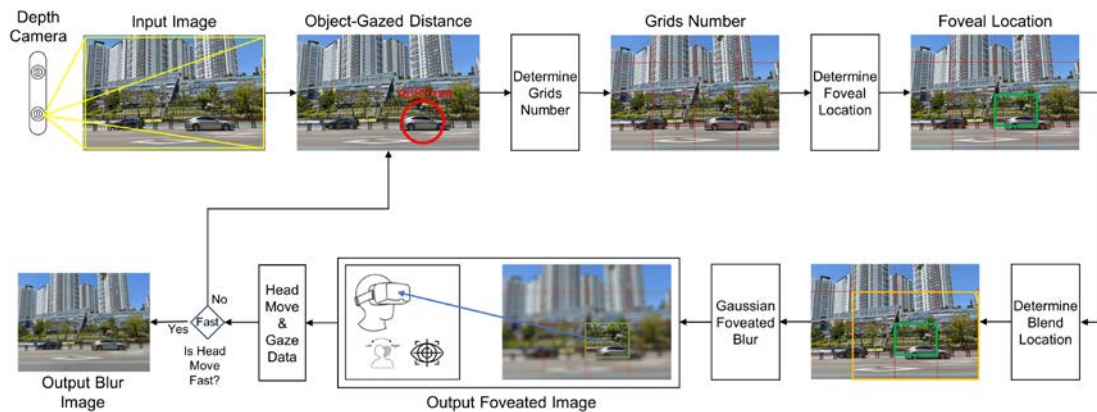 Depth
Camera
Input Image
Object-Gazed Distance
Determine
Grids
Number
Grids Number
Determine
Foveal
Location
Foveal Location
No
Yes
Fast
Is Head
Move
Fast?
Output Blur
Image
Head
Move
&
Gaze
Data
Output Foveated Image
Gaussian
Foveated
Blur
Determine
Blend
Location